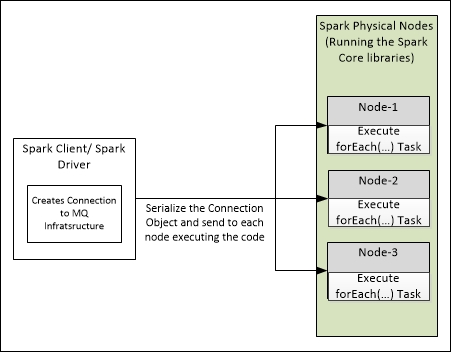 Spark Physical Nodes
(Running the Spark
Core libraries)
Node-1
Execute
forEach(...) Task
Spark Client/ Spark
Driver
Creates Connection
to MQ
Infratsructure
Serialize the Connection
Object and send to each
node executing the code
Node-2
Execute
forEach(...) Task
Node-3
Execute
forEach(...) Task